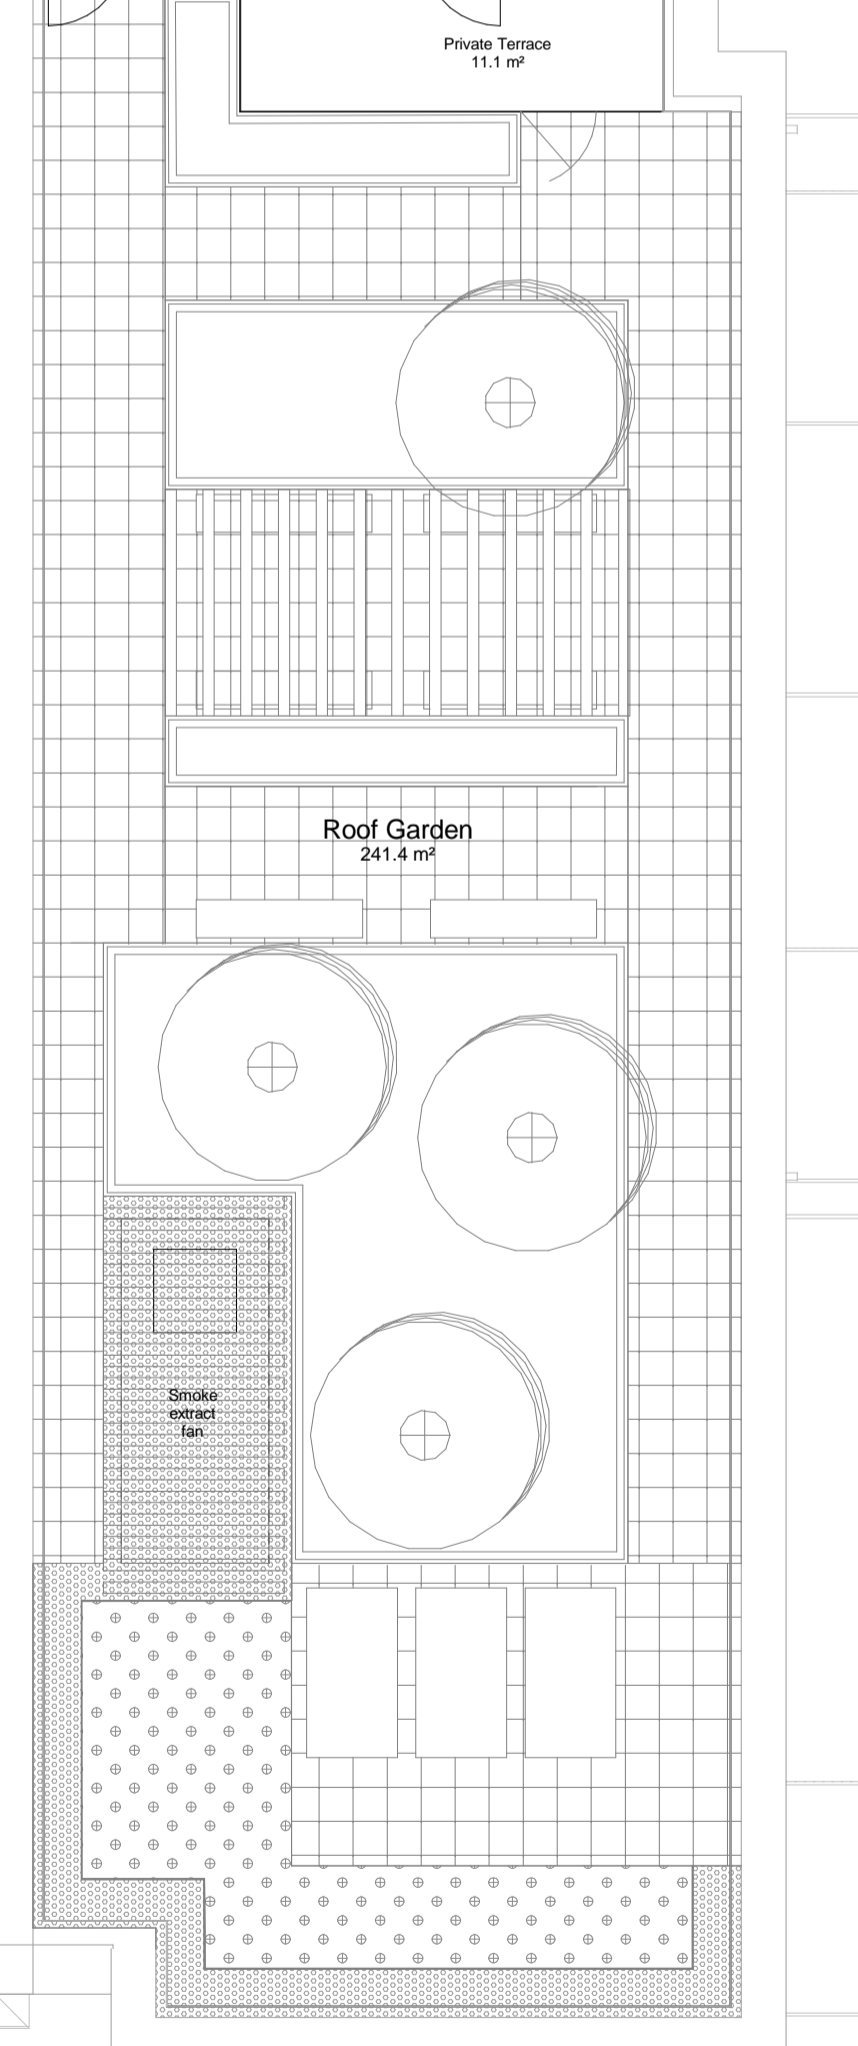 Private Terrace
11.1 m²
Roof Garden
241.4 m²
Smoke
extract
fan